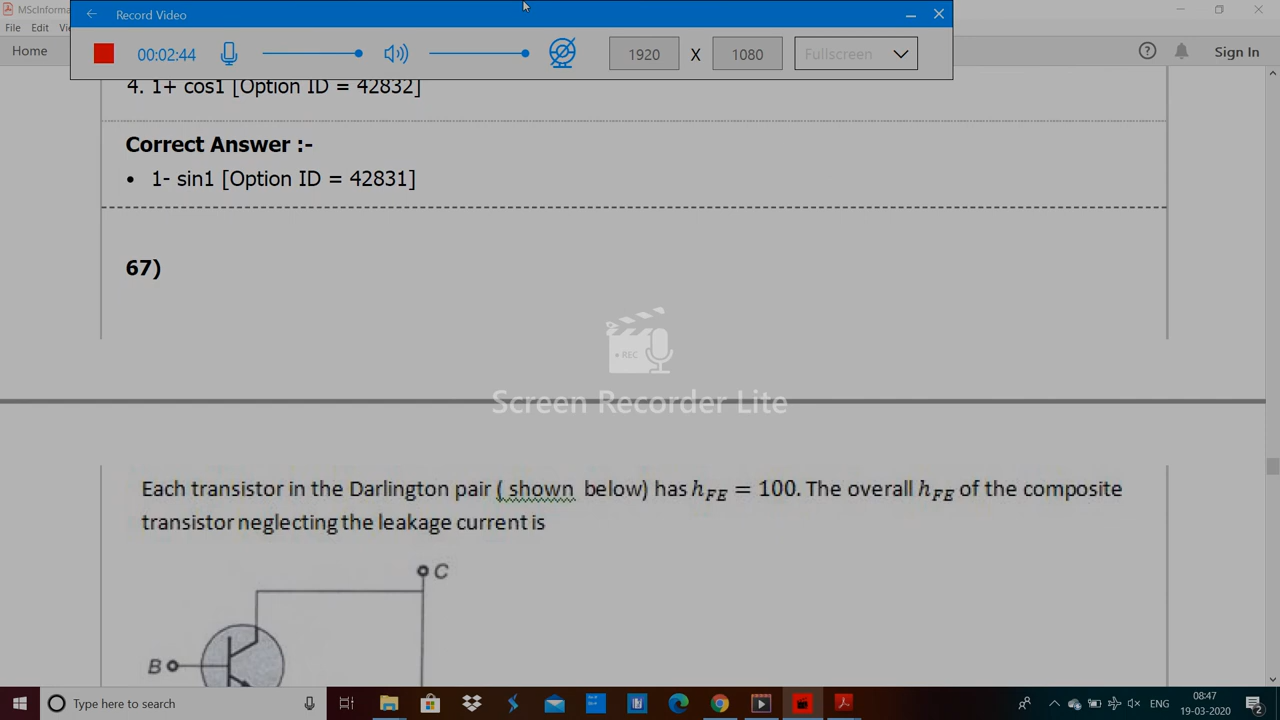 MScInforma
Record Video
File Edit Vi
00:02:44
1920 X 1080 Fullscreen
Home
Sign In
4. 1+ cos1 [Option ID = 42832]
Correct Answer :-
• 1- sin1 [Option ID = 42831]
67)
• REC
Screen Recorder Lite
Each transistor in the Darlington pair ( shown below) has h_FE = 100. The overall h_FE of the composite
transistor neglecting the leakage current is
C
B
Type here to search
ENG
08:47
19-03-2020
2